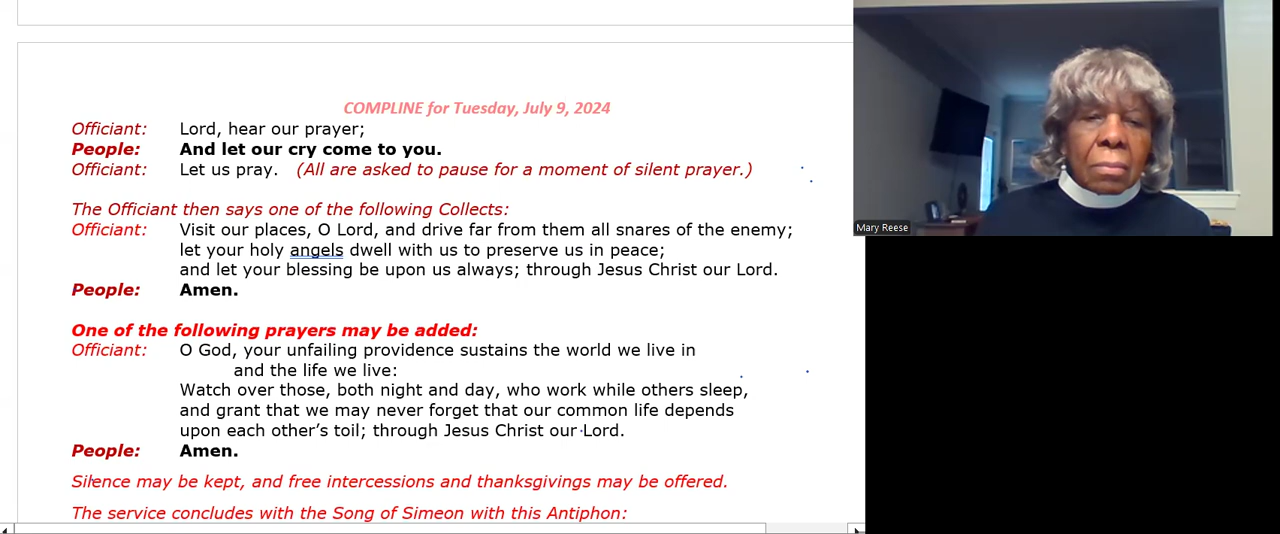 COMPLINE for Tuesday, July 9, 2024
Officiant: Lord, hear our prayer;
People: And let our cry come to you.
Officiant: Let us pray. (All are asked to pause for a moment of silent prayer.)
The Officiant then says one of the following Collects:
Officiant: Visit our places, O Lord, and drive far from them all snares of the enemy;
let your holy angels dwell with us to preserve us in peace;
and let your blessing be upon us always; through Jesus Christ our Lord.
People: Amen.
One of the following prayers may be added:
Officiant: O God, your unfailing providence sustains the world we live in
and the life we live:
Watch over those, both night and day, who work while others sleep,
and grant that we may never forget that our common life depends
upon each other’s toil; through Jesus Christ our Lord.
People: Amen.
Silence may be kept, and free intercessions and thanksgivings may be offered.
The service concludes with the Song of Simeon with this Antiphon:
Mary Reese